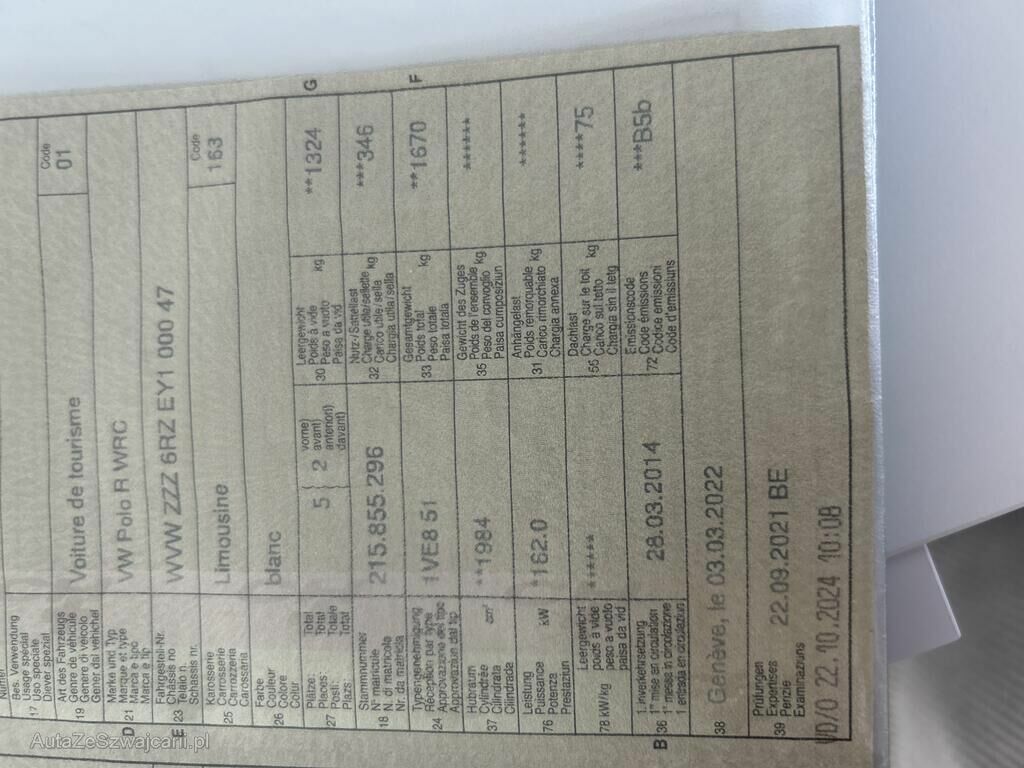 Res. Verwendung
Usage spécial
17 Uso speciale
Diever spezial
Art des Fahrzeugs
Genre de véhicule
19 Genere di veicolo
Gener dal vehichel
Voiture de tourisme
Code
01
Marke und Typ
D 21 Marque et type
Marca e tipo
Marca e tip
VW Polo R WRC
Fahrgestell-Nr.
Châssis no
E 23 Telaio n.
Schassis nr.
WVW ZZZ 6RZ EY1 000 47
Karosserie
Carrosserie
25 Carrozzeria
Carossaria
Limousine
Code
163
Farbe
Couleur
26 Colore
Colur
blanc
Plätze: Total
Places: Total
27 Posti: Totale
Plazs: Total
5 { 2 vorne)
avant)
anteriori)
davant)
Leergewicht
Poids à vide
30 Peso a vuoto kg
Paisa da vid
**1324 G
Stammnummer
N° matricule
18 N. di matricola
Nr. da matricla
215.855.296
Nutz-/Sattellast
Charge utile/sellette
32 Carico utile/sella kg
Chargia utila/sella
***346
Typengenehmigung
Réception par type
24 Approvazione del tipo
Approvaziun dal tip
1VE8 51
Gesamtgewicht
Poids total
33 Peso totale kg
Paisa totala
**1670 F
Hubraum
Cylindrée
37 Cilindrata cm³
Cilindrada
**1984
Gewicht des Zuges
Poids de l'ensemble
35 Peso del convoglio kg
Paisa cumposiziun
******
Leistung
Puissance
76 Potenza kW
Prestaziun
*162.0
Anhängelast
Poids remorquable
31 Carico rimorchiato kg
Chargia annexa
******
Leergewicht
poids à vide
78 kW/kg peso a vuoto
paisa da vid
******
Dachlast
Charge sur le toit
55 Carico sul tetto kg
Chargia sin il tetg
****75
1. Inverkehrsetzung
1re mise en circulation
B 36 1a messa in circolazione
1 entrada en circulaziun
28.03.2014
Emissionscode
Code émissions
72 Codice emissioni
Code d'emissiuns
***B5b
38 Genève, le 03.03.2022
Prüfungen
Expertises
39 Perizie
Examinaziuns
22.09.2021 BE
VD/O 22.10.2024 10:08
AutaZeSzwajcarii.pl